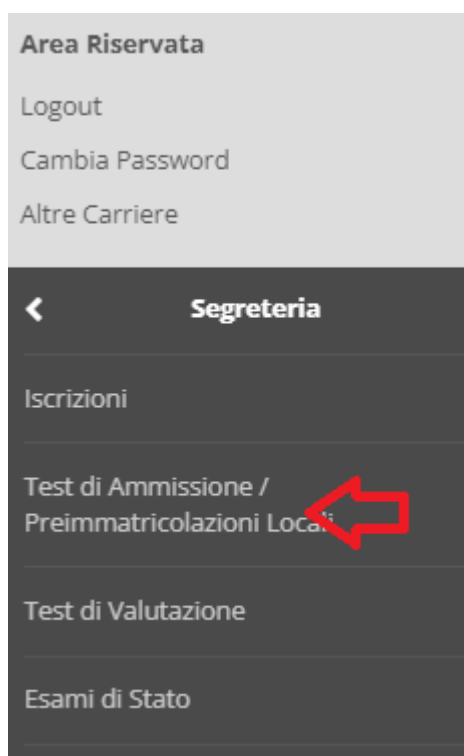 Area Riservata
Logout
Cambia Password
Altre Carriere
Segreteria
Iscrizioni
Test di Ammissione /
Preimmatricolazioni Locali
Test di Valutazione
Esami di Stato